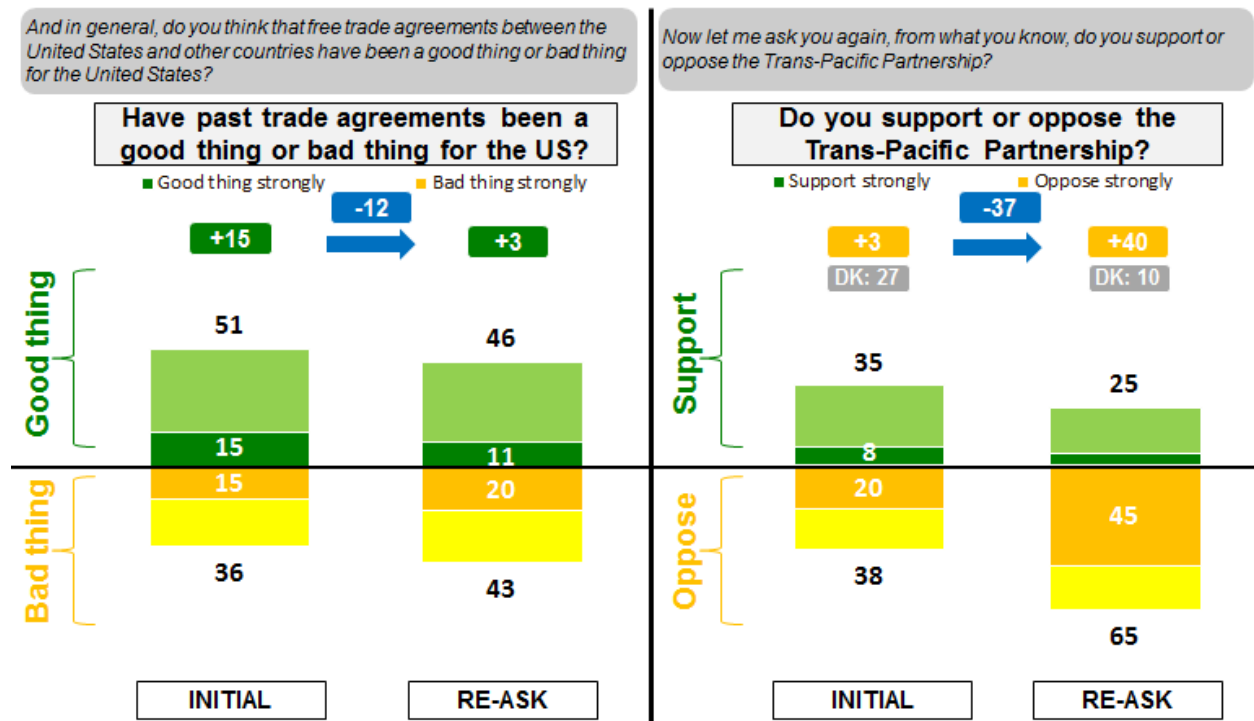 And in general, do you think that free trade agreements between the
United States and other countries have been a good thing or bad thing
for the United States?
Have past trade agreements been a
good thing or bad thing for the US?
Good thing strongly
Bad thing strongly
-12
+15
+3
Good thing
51
46
15
11
15
20
Bad thing
36
43
INITIAL
RE-ASK
Now let me ask you again, from what you know, do you support or
oppose the Trans-Pacific Partnership?
Do you support or oppose the
Trans-Pacific Partnership?
Support strongly
Oppose strongly
-37
+3
+40
DK: 27
DK: 10
Support
35
25
8
20
45
Oppose
38
65
INITIAL
RE-ASK